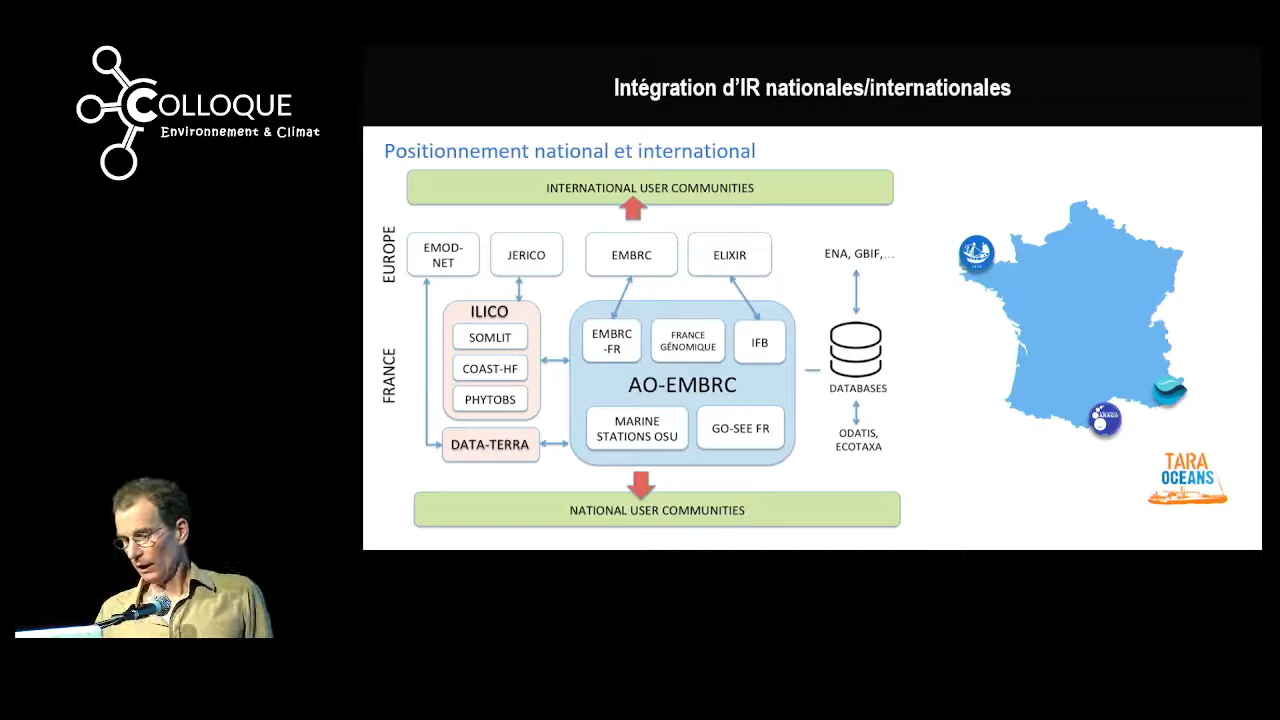 COLLOQUE
Environnement & Climat
Intégration d'IR nationales/internationales
Positionnement national et international
INTERNATIONAL USER COMMUNITIES
EUROPE
EMOD-
NET
JERICO
EMBRC
ELIXIR
ENA, GBIF,...
FRANCE
ILICO
SOMLIT
COAST-HF
PHYTOBS
DATA-TERRA
EMBRC
-FR
FRANCE
GÉNOMIQUE
IFB
AO-EMBRC
MARINE
STATIONS OSU
GO-SEE FR
DATABASES
ODATIS,
ECOTAXA
NATIONAL USER COMMUNITIES
ARAGO
TARA
OCEANS